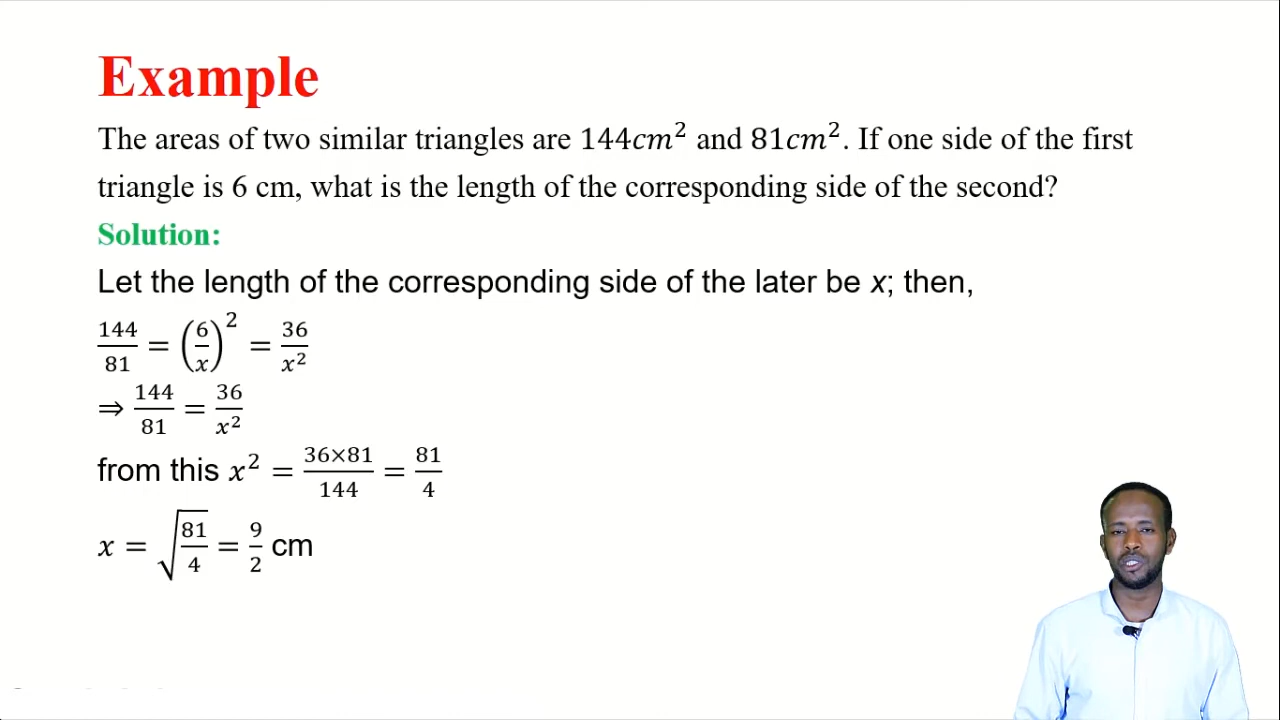 Example
The areas of two similar triangles are 144cm² and 81cm². If one side of the first
triangle is 6 cm, what is the length of the corresponding side of the second?
Solution:
Let the length of the corresponding side of the later be x; then,
144/81 = (6/x)² = 36/x²
⇒ 144/81 = 36/x²
from this x² = 36×81/144 = 81/4
x = √(81/4) = 9/2 cm